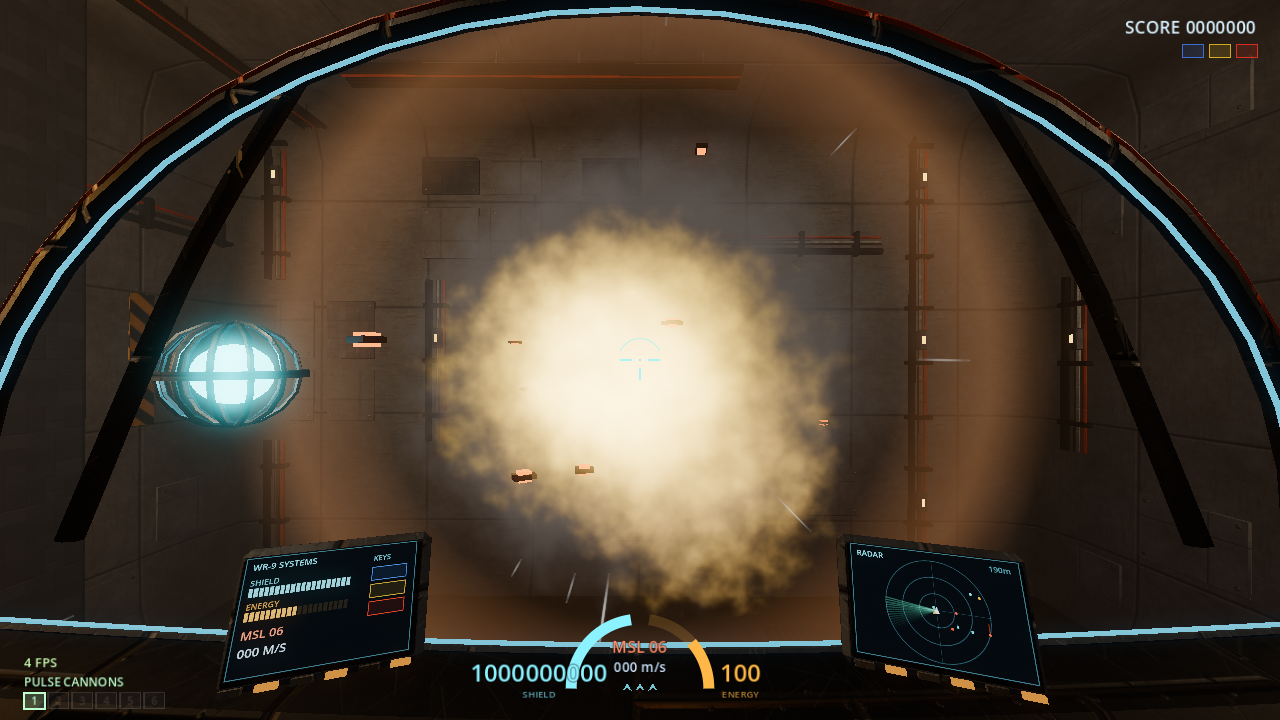 SCORE 0000000
WR-9 SYSTEMS
KEYS
SHIELD
ENERGY
MSL 06
000 M/S
RADAR
190m
MSL 06
1000000000
000 m/s
100
SHIELD
ENERGY
4 FPS
PULSE CANNONS
1 2 3 4 5 6